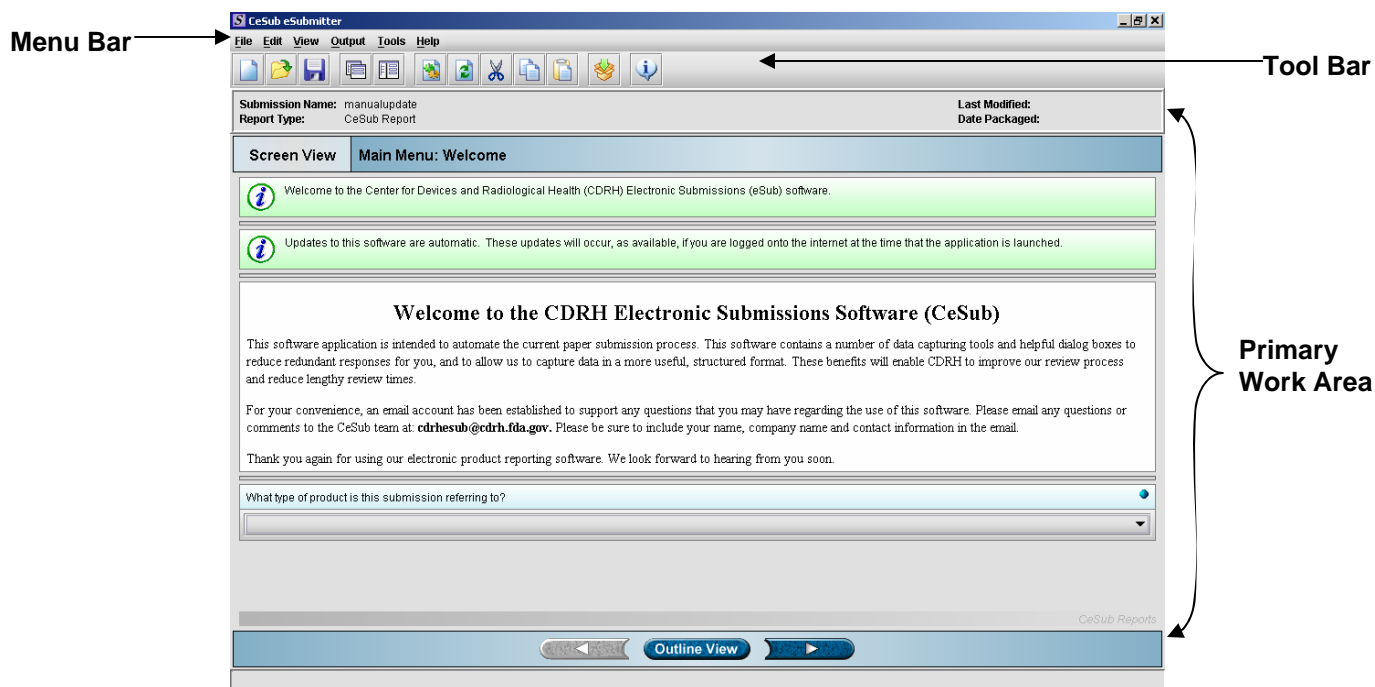 CeSub eSubmitter
Menu Bar
File Edit View Output Tools Help
Tool Bar
Submission Name: manualupdate
Last Modified:
Report Type: CeSub Report
Date Packaged:
Screen View
Main Menu: Welcome
Welcome to the Center for Devices and Radiological Health (CDRH) Electronic Submissions (eSub) software.
Updates to this software are automatic. These updates will occur, as available, if you are logged onto the internet at the time that the application is launched.
Welcome to the CDRH Electronic Submissions Software (CeSub)
This software application is intended to automate the current paper submission process. This software contains a number of data capturing tools and helpful dialog boxes to
reduce redundant responses for you, and to allow us to capture data in a more useful, structured format. These benefits will enable CDRH to improve our review process
and reduce lengthy review times.
Primary
Work Area
For your convenience, an email account has been established to support any questions that you may have regarding the use of this software. Please email any questions or
comments to the CeSub team at: cdrhesub@cdrh.fda.gov. Please be sure to include your name, company name and contact information in the email.
Thank you again for using our electronic product reporting software. We look forward to hearing from you soon.
What type of product is this submission referring to?
CeSub Reports
Outline View